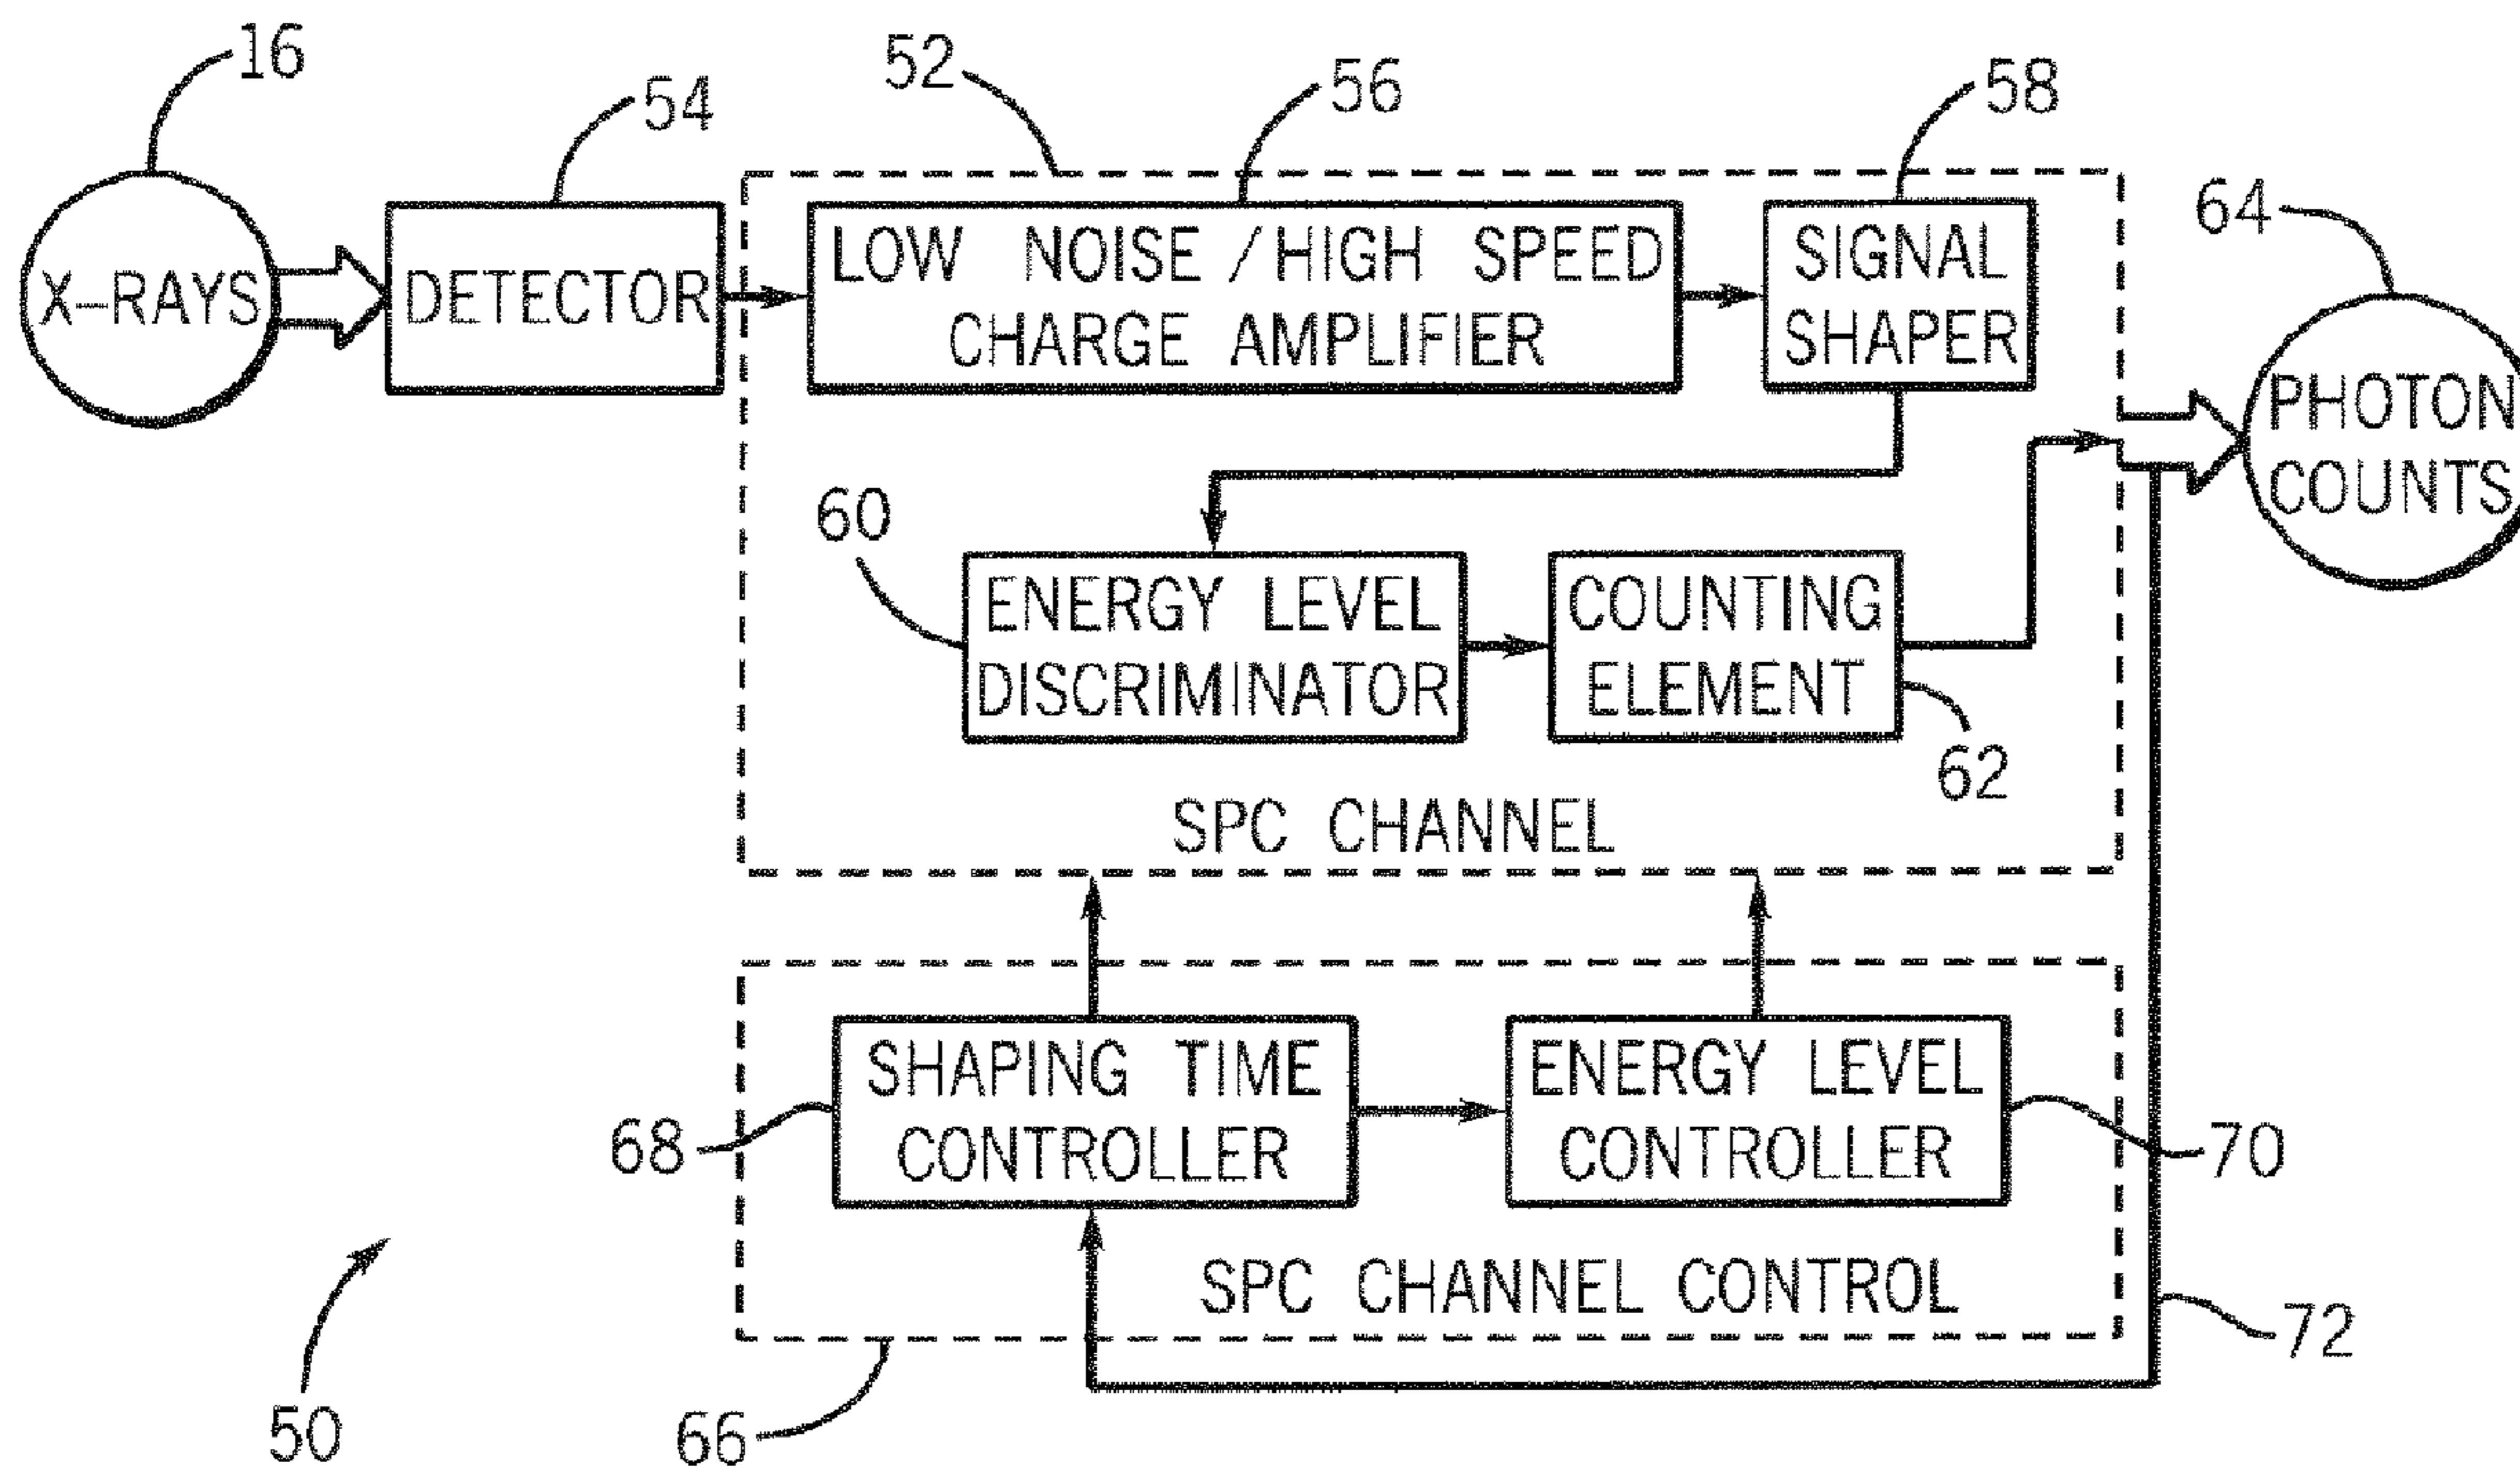 16
54
52
56
58
64
X-RAYS
DETECTOR
LOW NOISE/HIGH SPEED
CHARGE AMPLIFIER
SIGNAL
SHAPER
PHOTON
COUNTS
60
ENERGY LEVEL
DISCRIMINATOR
COUNTING
ELEMENT
62
SPC CHANNEL
68
SHAPING TIME
CONTROLLER
ENERGY LEVEL
CONTROLLER
70
SPC CHANNEL CONTROL
72
50
66